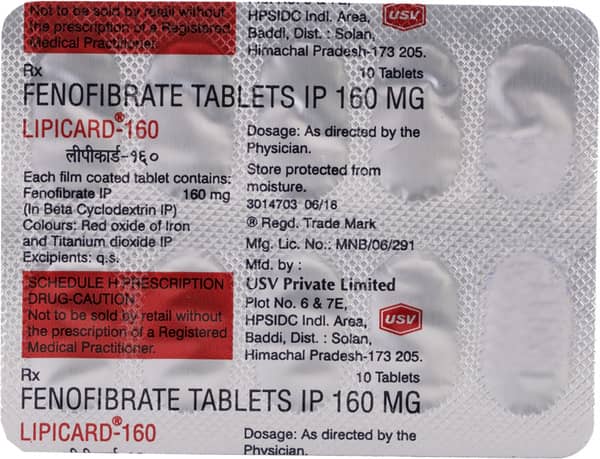 Not to be sold by retail without
the prescription of a Registered
Medical Practitioner.
HPSIDC Indl. Area,
Baddi, Dist. : Solan,
Himachal Pradesh-173 205.
USV
Rx
10 Tablets
FENOFIBRATE TABLETS IP 160 MG
LIPICARD®-160
लीपीकार्ड-१६०
Each film coated tablet contains:
Fenofibrate IP 160 mg
(In Beta Cyclodextrin IP)
Colours: Red oxide of Iron
and Titanium dioxide IP
Excipients: q.s.
SCHEDULE H PRESCRIPTION
DRUG-CAUTION
Not to be sold by retail without
the prescription of a Registered
Medical Practitioner.
Dosage: As directed by the
Physician.
Store protected from
moisture.
3014703 06/16
® Regd. Trade Mark
Mfg. Lic. No.: MNB/06/291
Mfd. by :
USV Private Limited
Plot No. 6 & 7E,
HPSIDC Indl. Area,
Baddi, Dist. : Solan,
Himachal Pradesh-173 205.
USV
Rx
10 Tablets
FENOFIBRATE TABLETS IP 160 MG
LIPICARD®-160
Dosage: As directed by the
Physician.